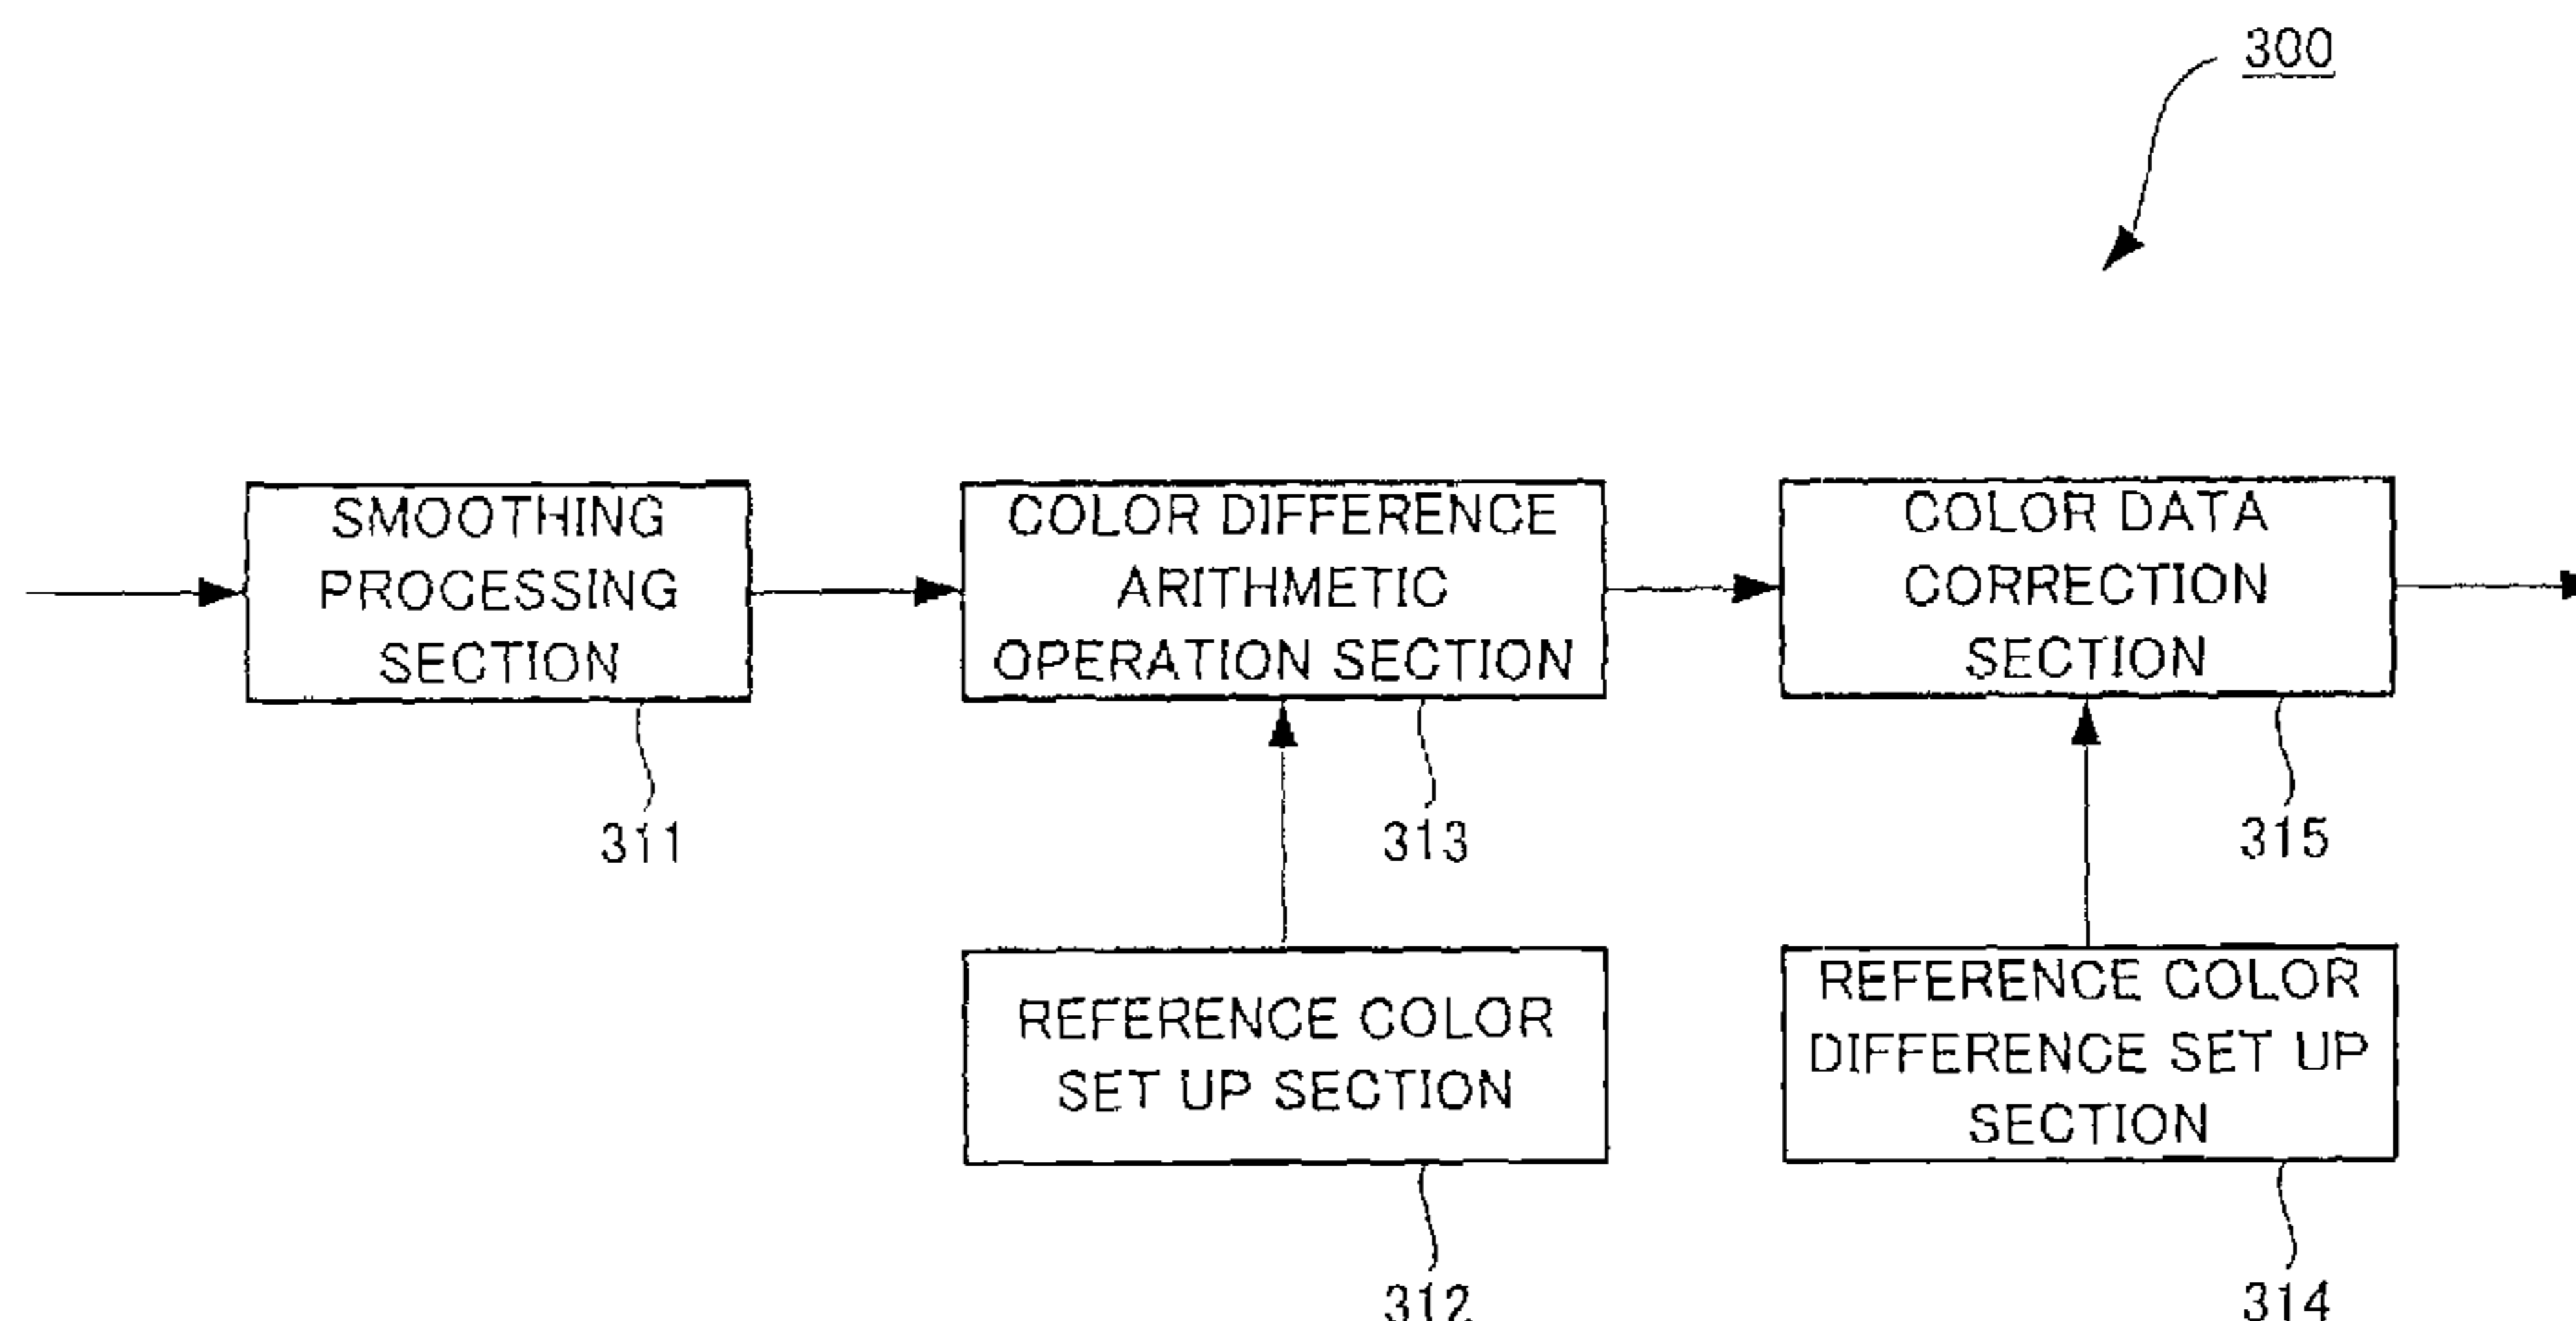 300
SMOOTHING
PROCESSING
SECTION
311
COLOR DIFFERENCE
ARITHMETIC
OPERATION SECTION
313
COLOR DATA
CORRECTION
SECTION
315
REFERENCE COLOR
SET UP SECTION
312
REFERENCE COLOR
DIFFERENCE SET UP
SECTION
314